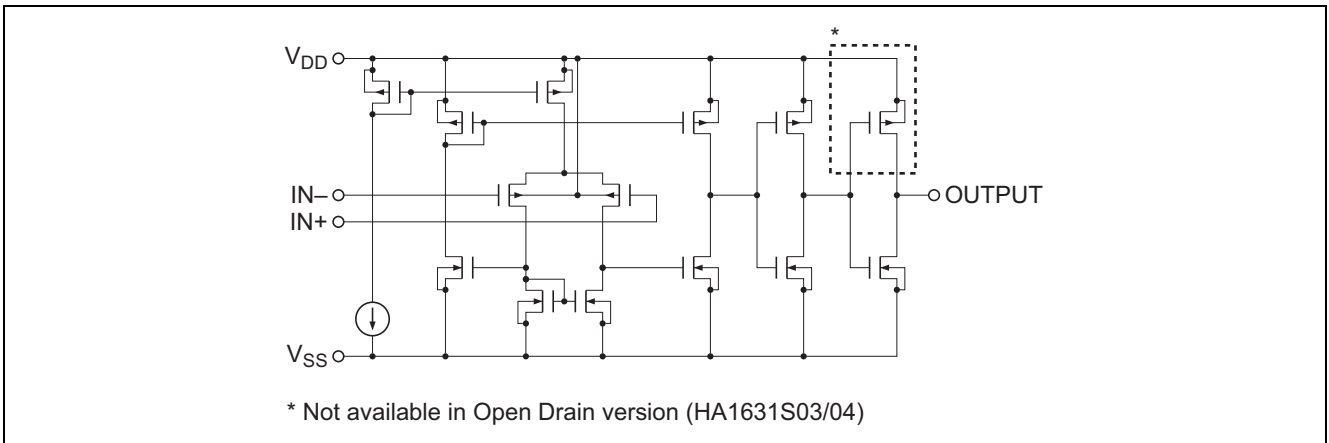 *
VDD
IN–
IN+
OUTPUT
VSS
* Not available in Open Drain version (HA1631S03/04)